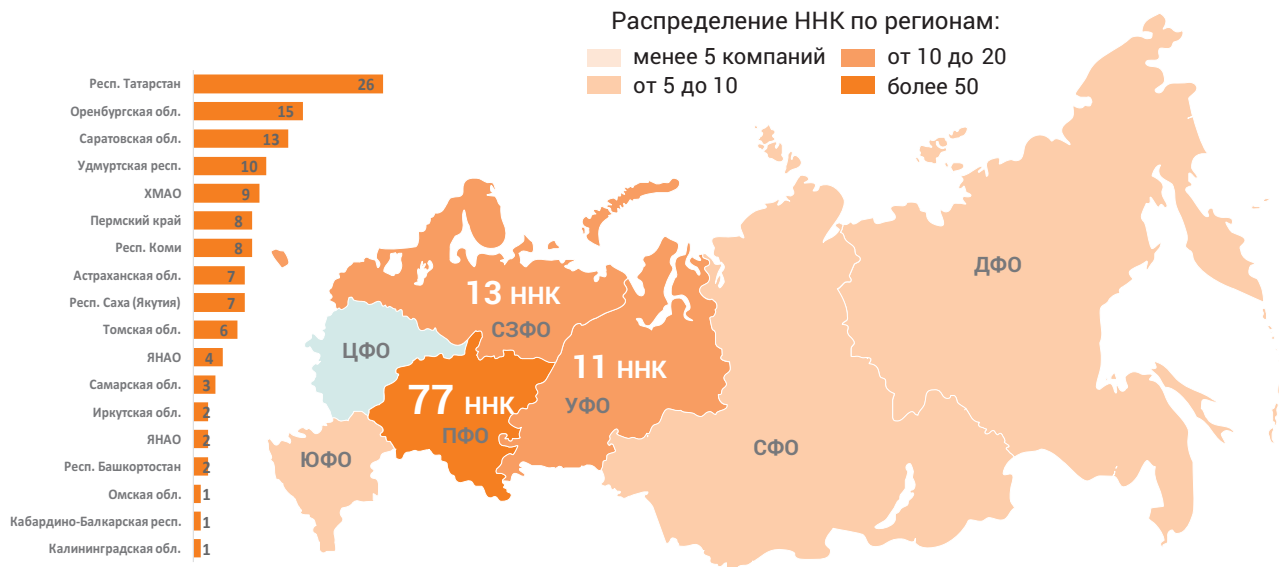 Распределение ННК по регионам:
менее 5 компаний
от 10 до 20
от 5 до 10
более 50
Респ. Татарстан 26
Оренбургская обл. 15
Саратовская обл. 13
Удмуртская респ. 10
ХМАО 9
Пермский край 8
Респ. Коми 8
Астраханская обл. 7
Респ. Саха (Якутия) 7
Томская обл. 6
ЯНАО 4
Самарская обл. 3
Иркутская обл. 2
ЯНАО 2
Респ. Башкортостан 2
Омская обл. 1
Кабардино-Балкарская респ. 1
Калининградская обл. 1
ДФО
13 ННК
СЗФО
ЦФО
11 ННК
УФО
77 ННК
ПФО
СФО
ЮФО